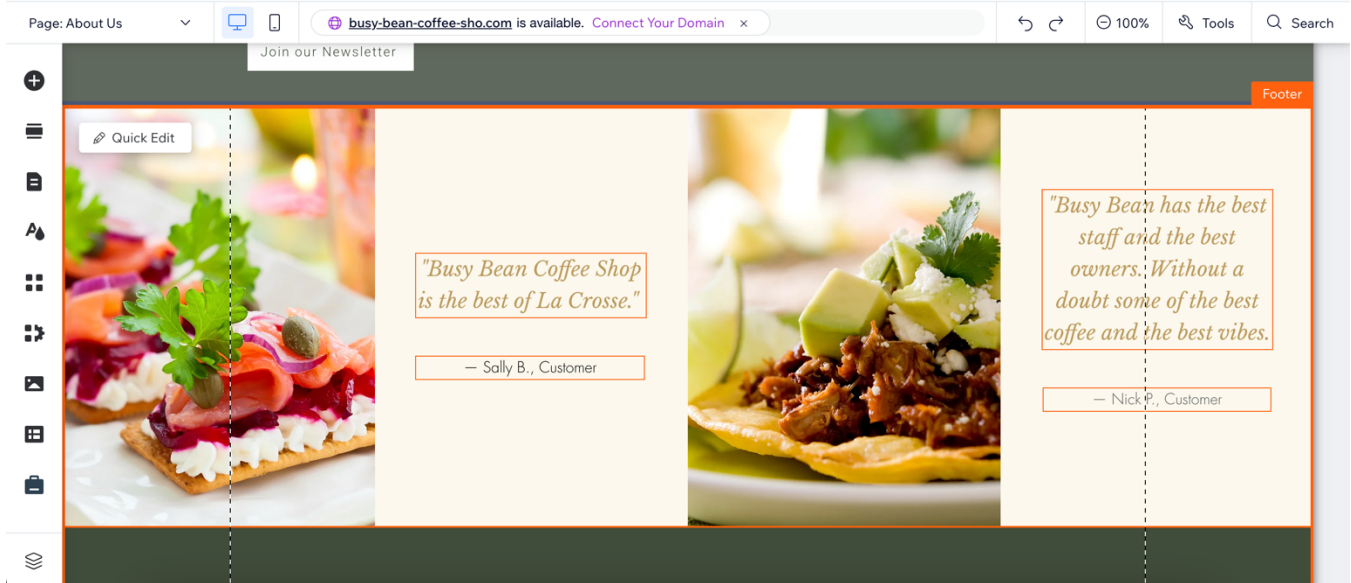 Page: About Us
busy-bean-coffee-sho.com is available. Connect Your Domain ×
100%
Tools
Search
Join our Newsletter
Footer
Quick Edit
"Busy Bean Coffee Shop
is the best of La Crosse."
— Sally B., Customer
"Busy Bean has the best
staff and the best
owners. Without a
doubt some of the best
coffee and the best vibes.
— Nick P., Customer